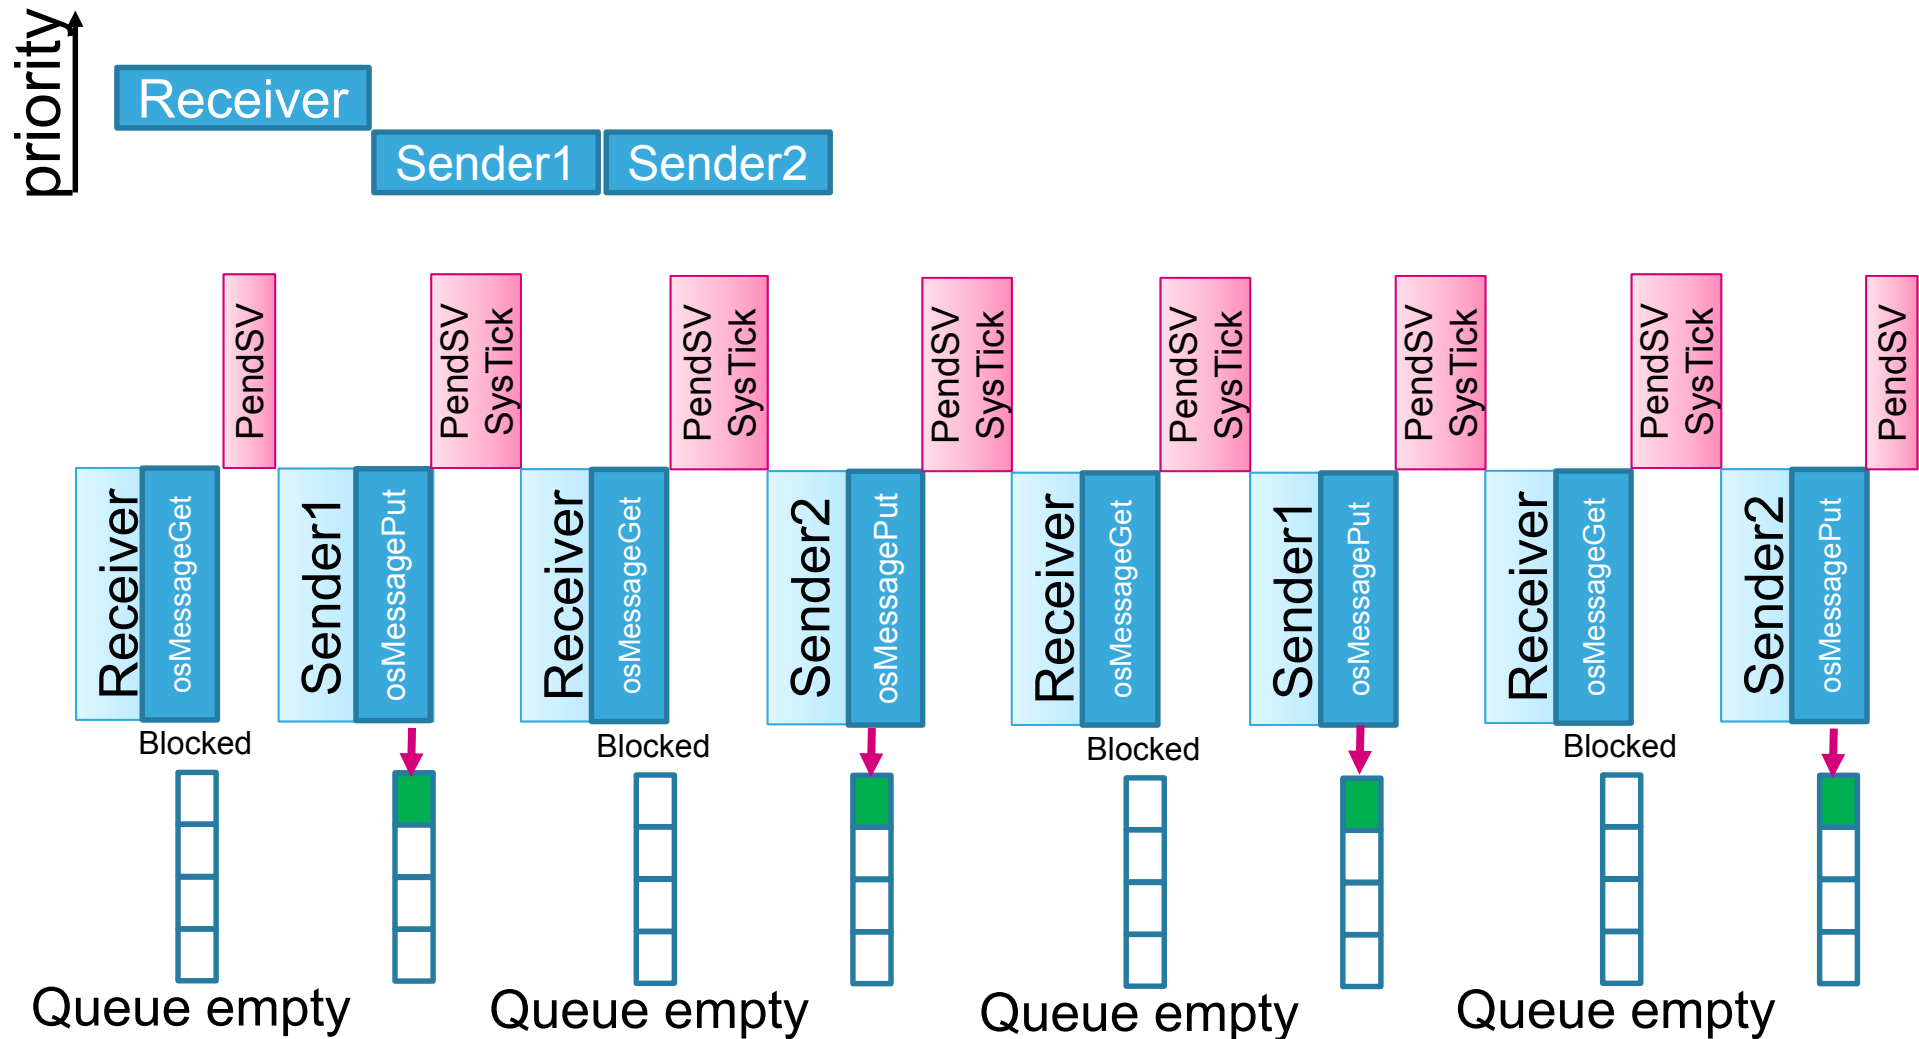 priority
Receiver
Sender1
Sender2
PendSV
PendSV
SysTick
PendSV
SysTick
PendSV
SysTick
PendSV
SysTick
PendSV
SysTick
PendSV
SysTick
PendSV
Receiver
osMessageGet
Sender1
osMessagePut
Receiver
osMessageGet
Sender2
osMessagePut
Receiver
osMessageGet
Sender1
osMessagePut
Receiver
osMessageGet
Sender2
osMessagePut
Blocked
Blocked
Blocked
Blocked
Queue empty
Queue empty
Queue empty
Queue empty